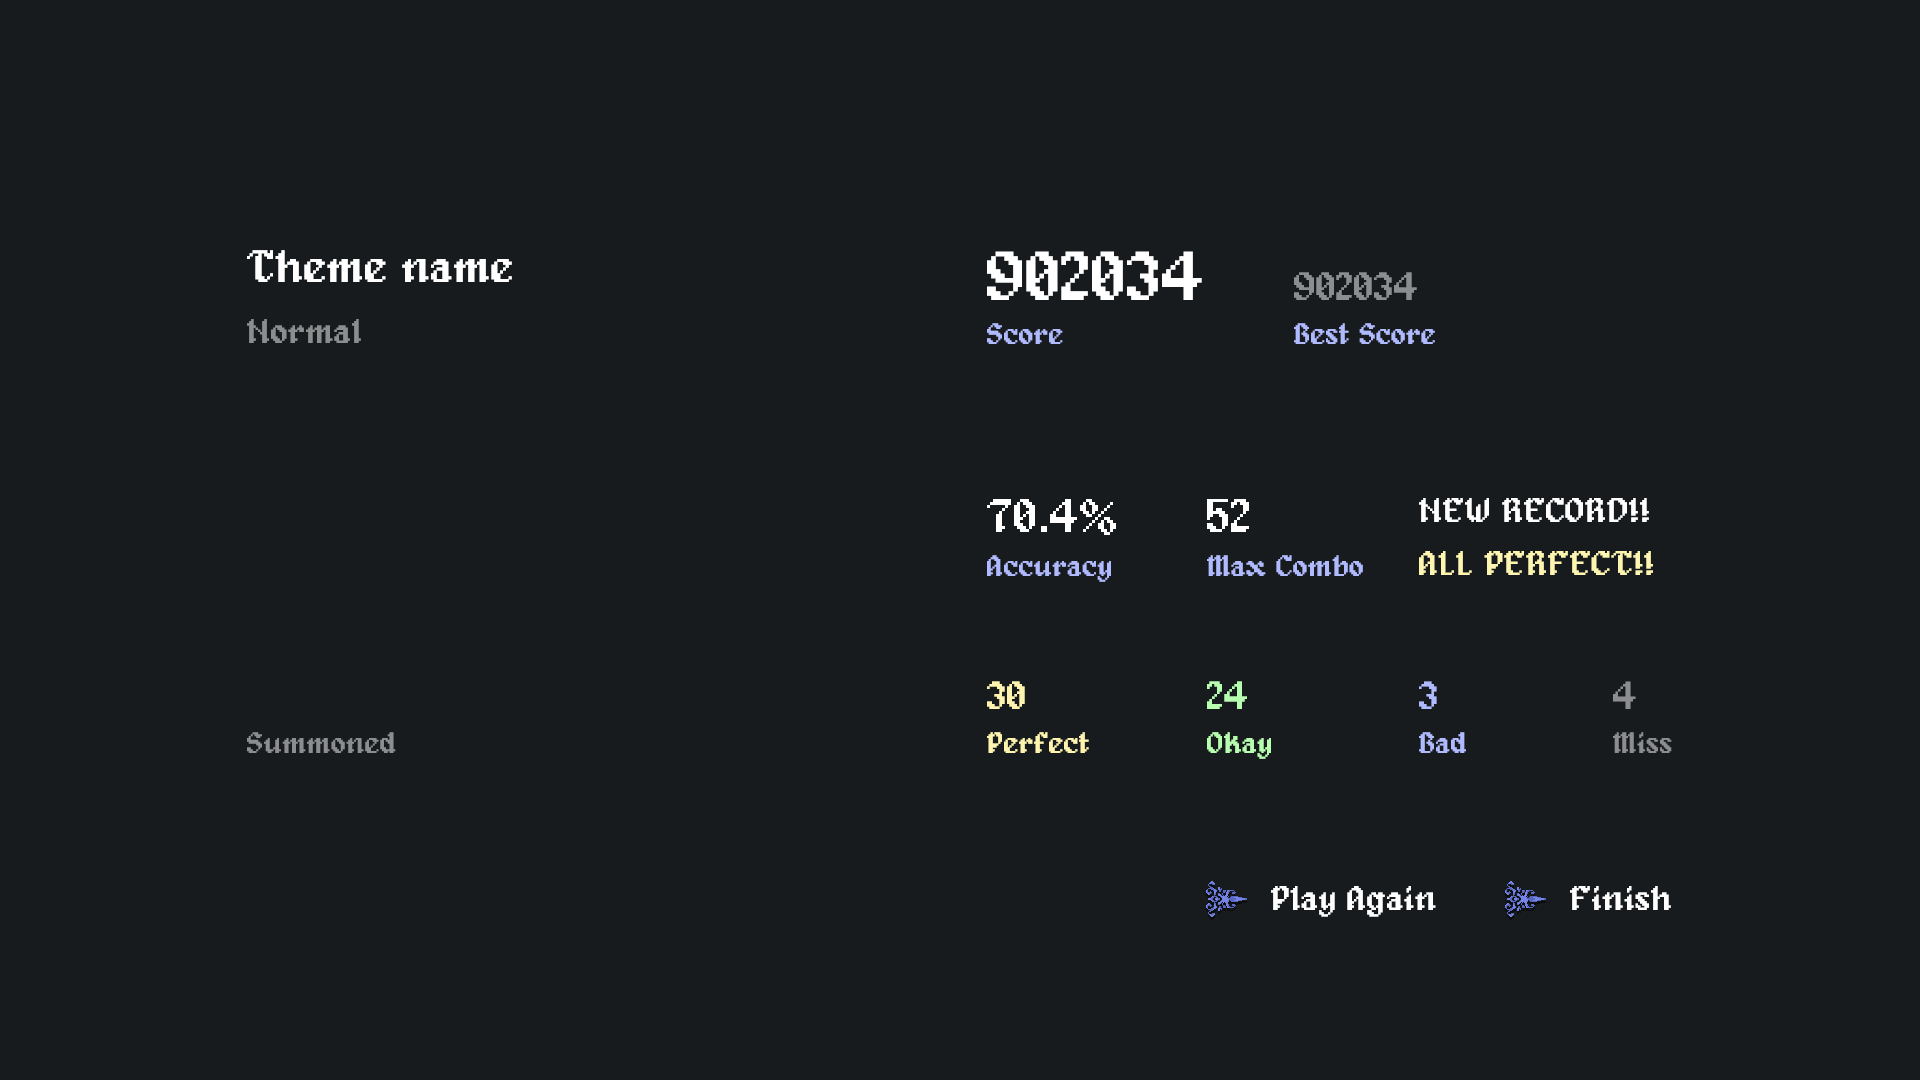 Theme name
Normal
902034
Score
902034
Best Score
70.4%
Accuracy
52
Max Combo
NEW RECORD!!
ALL PERFECT!!
Summoned
30
Perfect
24
Okay
3
Bad
4
Miss
Play Again
Finish